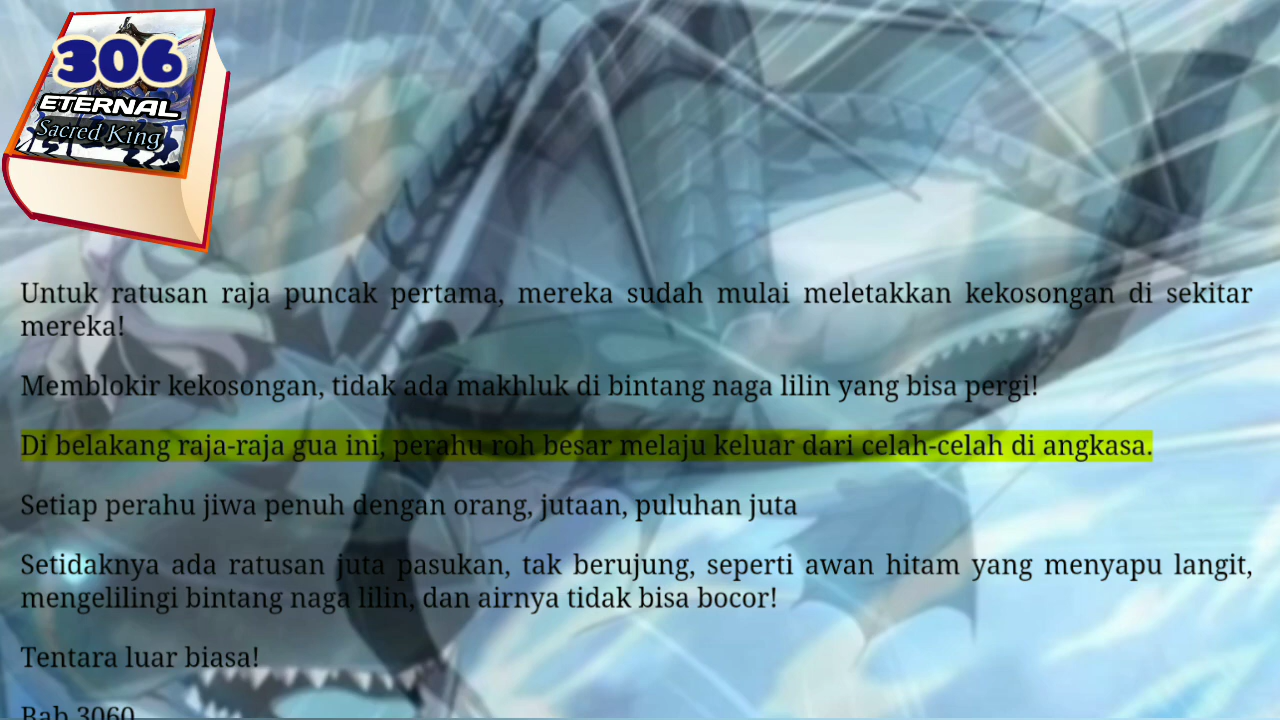 306
ETERNAL
Sacred King
Untuk ratusan raja puncak pertama, mereka sudah mulai meletakkan kekosongan di sekitar
mereka!
Memblokir kekosongan, tidak ada makhluk di bintang naga lilin yang bisa pergi!
Di belakang raja-raja gua ini, perahu roh besar melaju keluar dari celah-celah di angkasa.
Setiap perahu jiwa penuh dengan orang, jutaan, puluhan juta
Setidaknya ada ratusan juta pasukan, tak berujung, seperti awan hitam yang menyapu langit,
mengelilingi bintang naga lilin, dan airnya tidak bisa bocor!
Tentara luar biasa!
Bab 3060